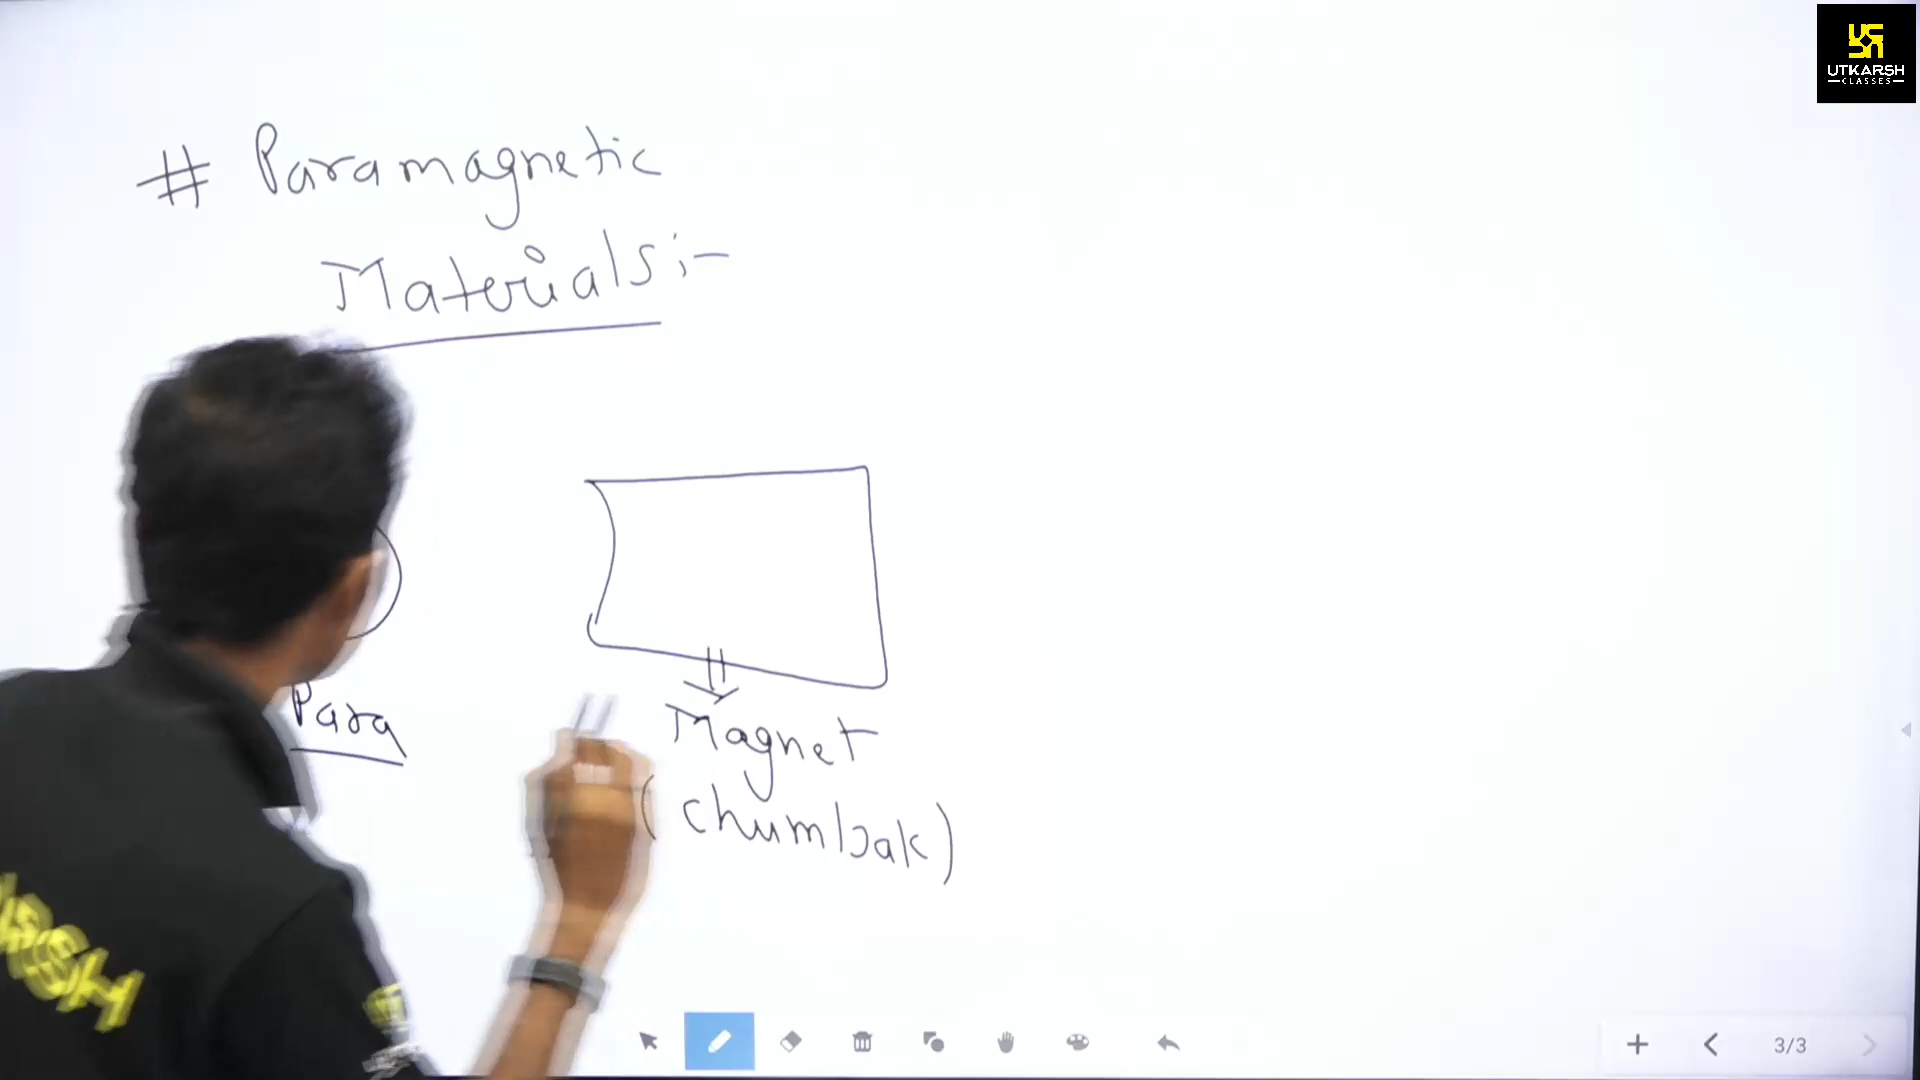 UTKARSH
CLASSES
# Paramagnetic
Materials :-
Para
Magnet
(chumbak)
3/3